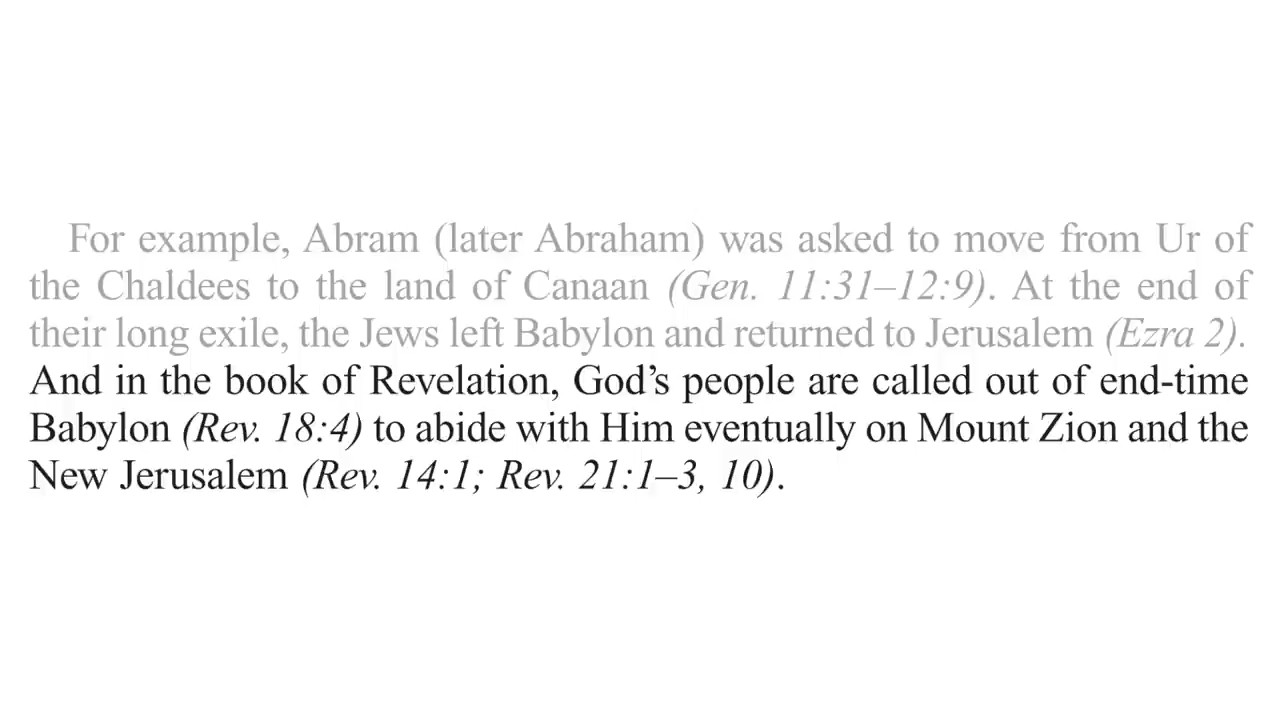 For example, Abram (later Abraham) was asked to move from Ur of
the Chaldees to the land of Canaan (Gen. 11:31–12:9). At the end of
their long exile, the Jews left Babylon and returned to Jerusalem (Ezra 2).
And in the book of Revelation, God’s people are called out of end-time
Babylon (Rev. 18:4) to abide with Him eventually on Mount Zion and the
New Jerusalem (Rev. 14:1; Rev. 21:1–3, 10).